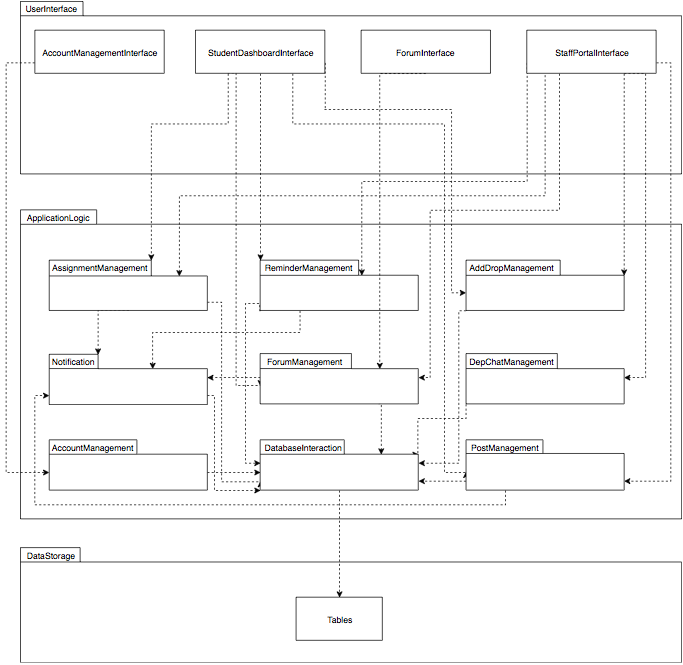 UserInterface
AccountManagementInterface
StudentDashboardInterface
ForumInterface
StaffPortalInterface
ApplicationLogic
AssignmentManagement
ReminderManagement
AddDropManagement
Notification
ForumManagement
DepChatManagement
AccountManagement
DatabaseInteraction
PostManagement
DataStorage
Tables